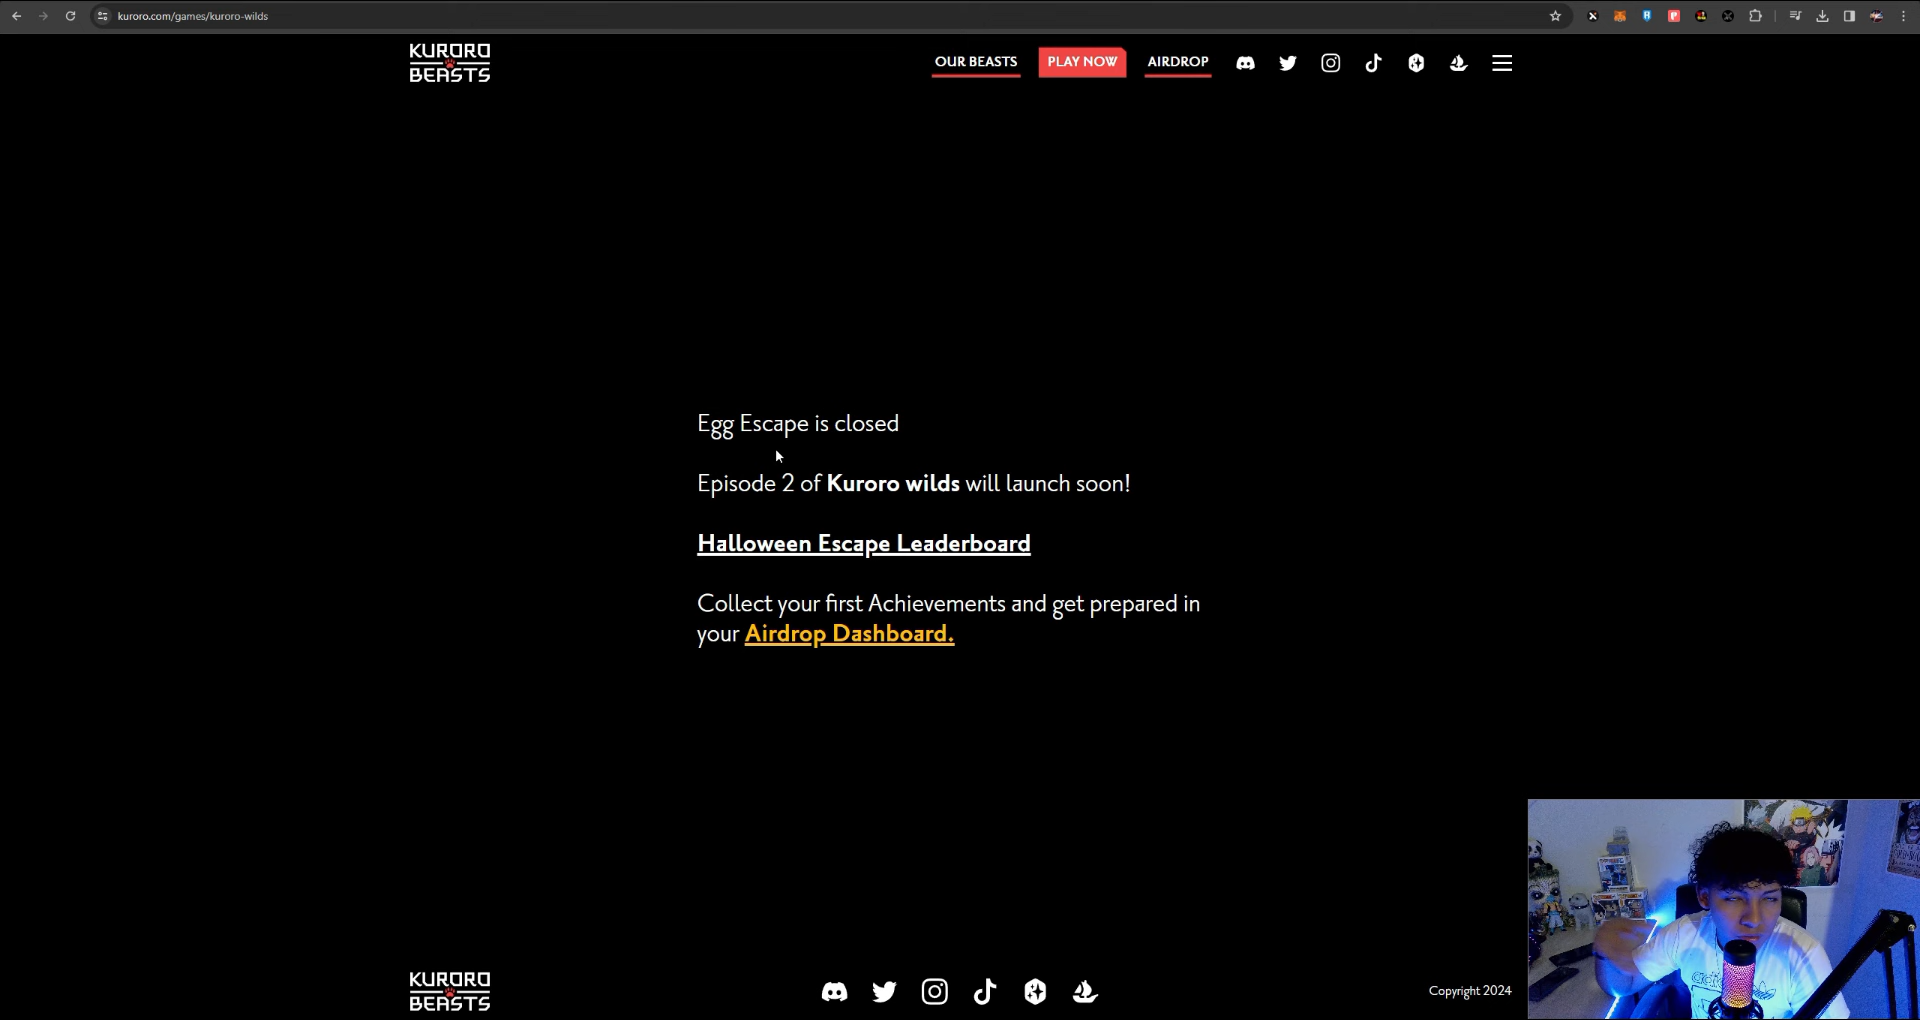 kuroro.com/games/kuroro-wilds
KURORO
BEASTS
OUR BEASTS
PLAY NOW
AIRDROP
Egg Escape is closed
Episode 2 of Kuroro wilds will launch soon!
Halloween Escape Leaderboard
Collect your first Achievements and get prepared in
your Airdrop Dashboard.
KURORO
BEASTS
Copyright 2024